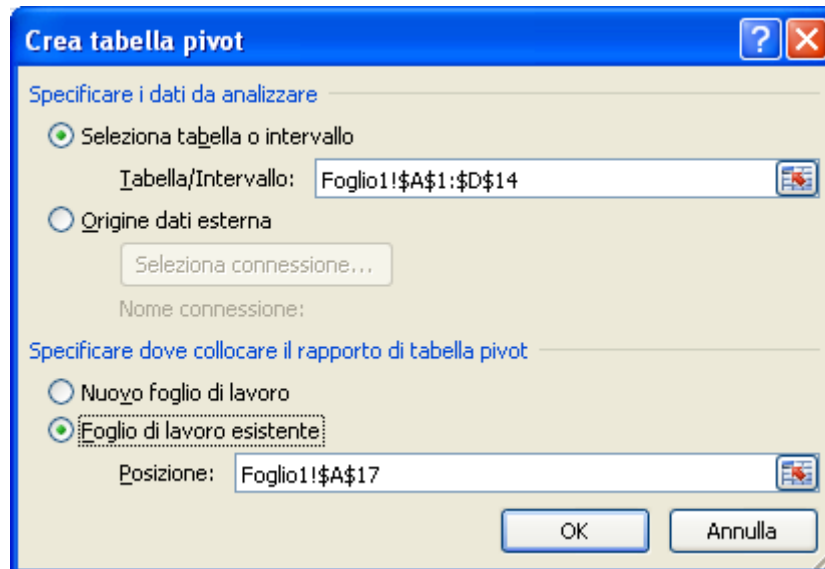 Crea tabella pivot
Specificare i dati da analizzare
Seleziona tabella o intervallo
Tabella/Intervallo: Foglio1!$A$1:$D$14
Origine dati esterna
Seleziona connessione...
Nome connessione:
Specificare dove collocare il rapporto di tabella pivot
Nuovo foglio di lavoro
Foglio di lavoro esistente
Posizione: Foglio1!$A$17
OK Annulla